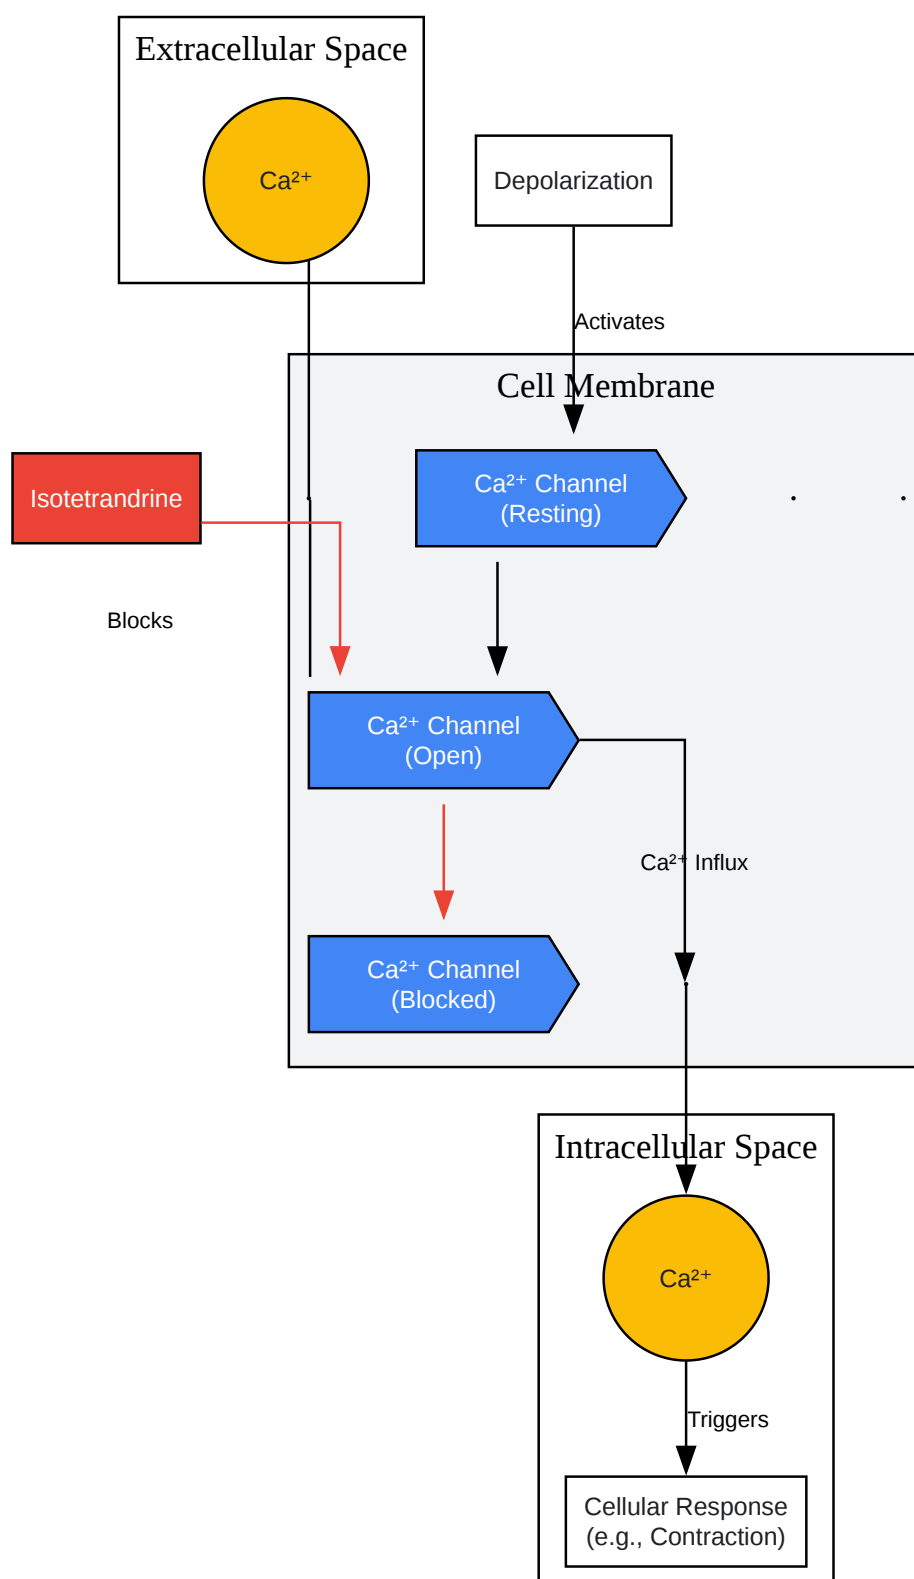 Extracellular Space
Ca²⁺
Depolarization
Activates
Cell Membrane
Isotetrandrine
Ca²⁺ Channel
(Resting)
Blocks
Ca²⁺ Channel
(Open)
Ca²⁺ Influx
Ca²⁺ Channel
(Blocked)
Intracellular Space
Ca²⁺
Triggers
Cellular Response
(e.g., Contraction)